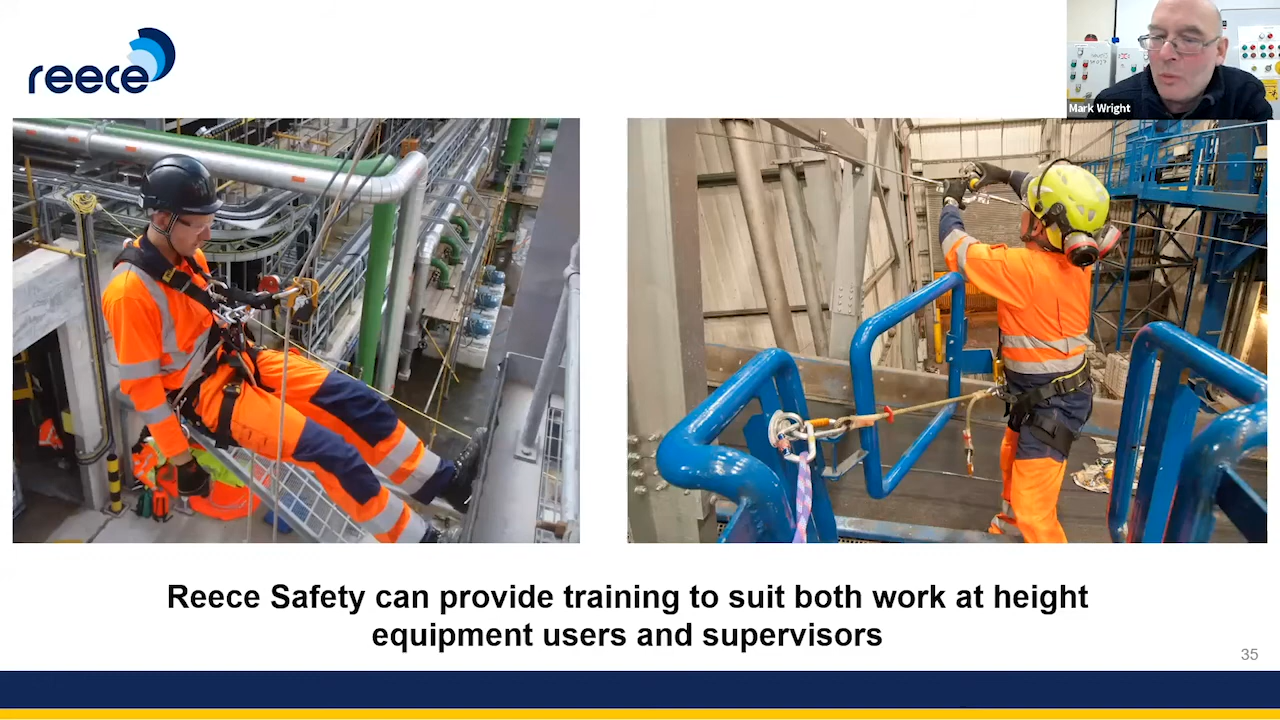 reece
Mark Wright
Reece Safety can provide training to suit both work at height
equipment users and supervisors
35